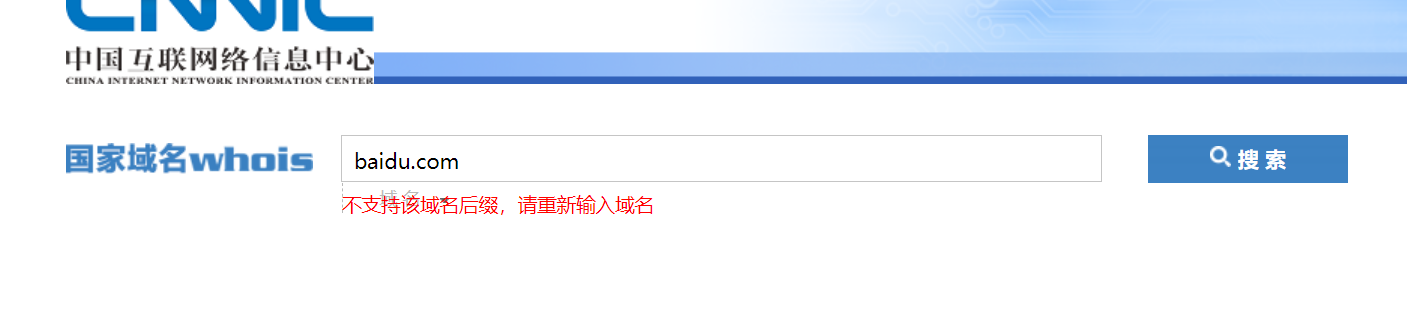 CNNIC
中国互联网络信息中心
CHINA INTERNET NETWORK INFORMATION CENTER
国家域名whois
baidu.com
搜索
域名
不支持该域名后缀，请重新输入域名